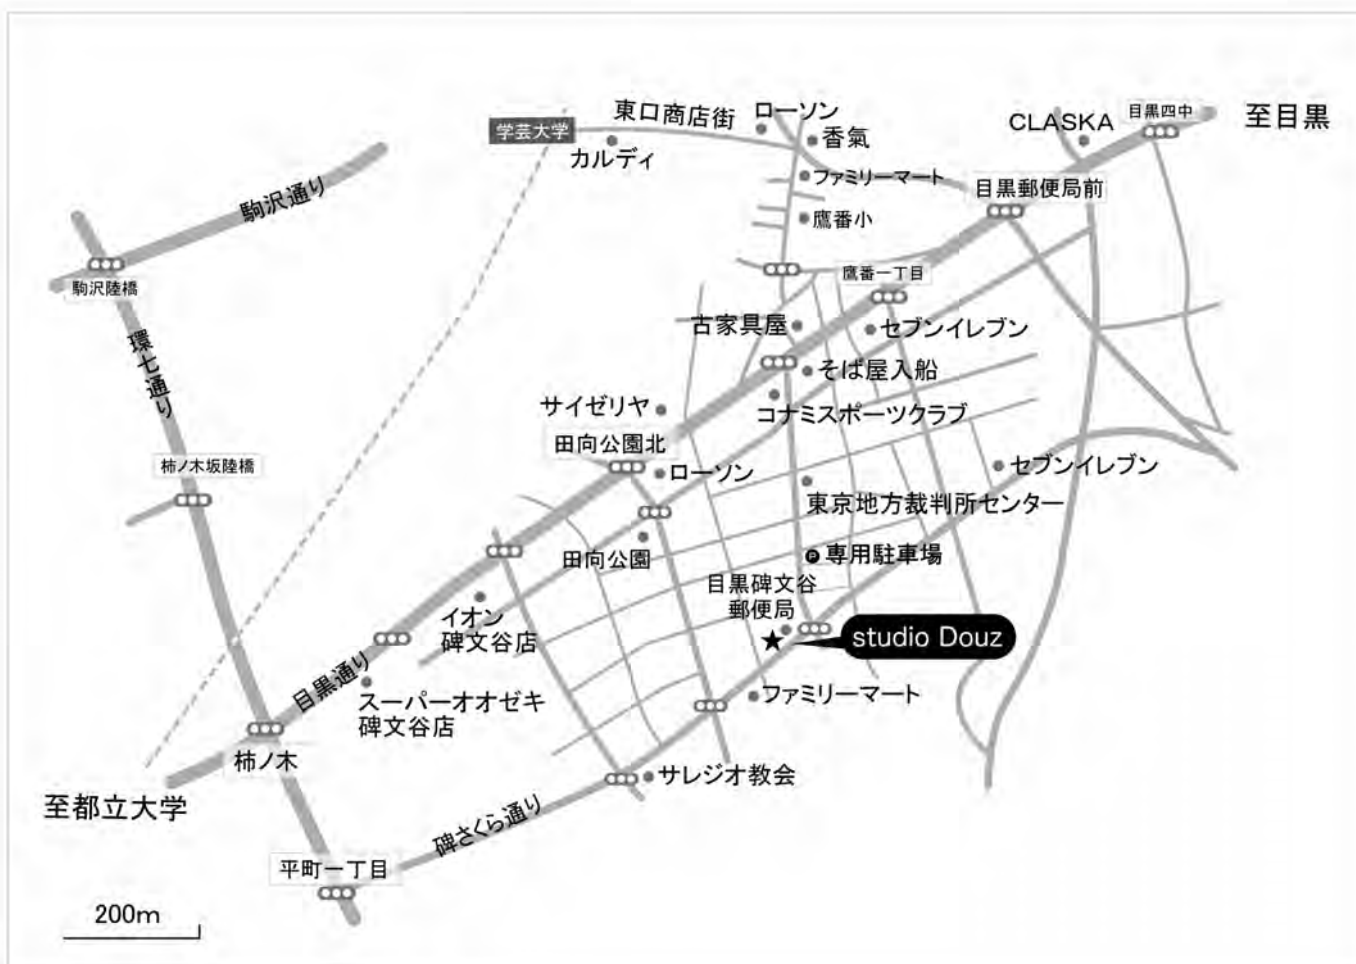 東口商店街
ローソン
学芸大学
カルディ
香氣
CLASKA
目黒四中
至目黒
ファミリーマート
目黒郵便局前
駒沢通り
鷹番小
駒沢陸橋
鷹番一丁目
古家具屋
セブンイレブン
環七通り
そば屋入船
サイゼリヤ
コナミスポーツクラブ
田向公園北
ローソン
柿ノ木坂陸橋
セブンイレブン
東京地方裁判所センター
田向公園
P 専用駐車場
目黒碑文谷
郵便局
イオン
碑文谷店
studio Douz
目黒通り
スーパーオオゼキ
碑文谷店
ファミリーマート
柿ノ木
サレジオ教会
至都立大学
碑さくら通り
平町一丁目
200m